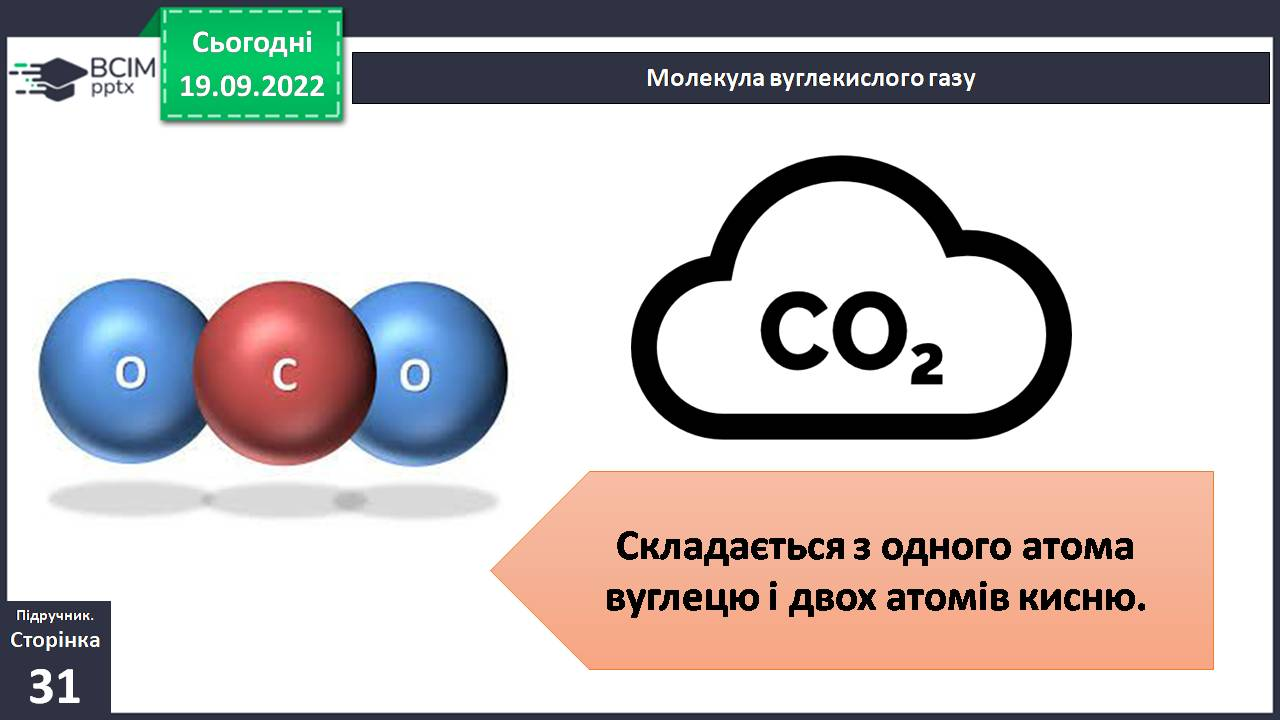 Сьогодні
19.09.2022
BCIM
pptx
Молекула вуглекислого газу
O C O
CO₂
Складається з одного атома
вуглецю і двох атомів кисню.
Підручник.
Сторінка
31